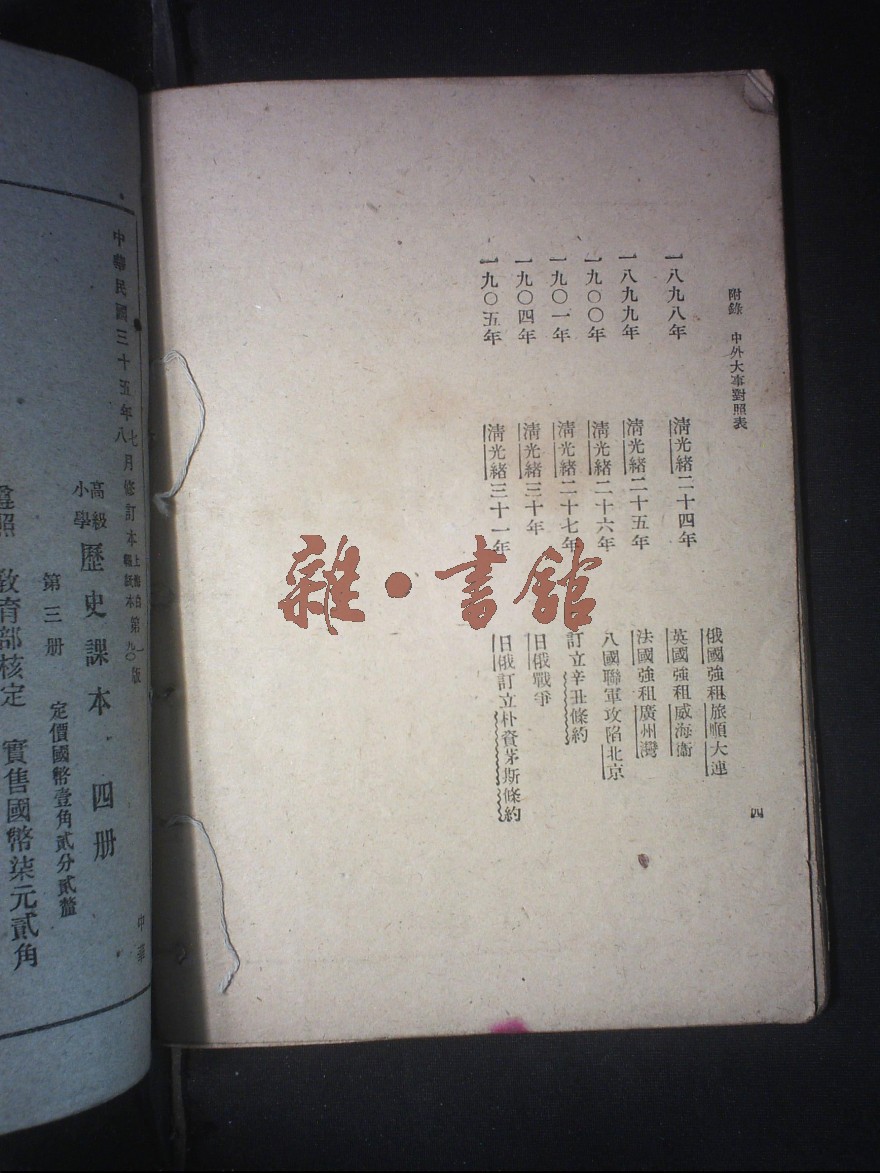 附錄　中外大事對照表
四
一八九八年　清光緒二十四年　俄國強租旅順大連
英國強租威海衞
一八九九年　清光緒二十五年　法國強租廣州灣
一九〇〇年　清光緒二十六年　八國聯軍攻陷北京
一九〇一年　清光緒二十七年　訂立辛丑條約
一九〇四年　清光緒三十年　日俄戰爭
一九〇五年　清光緒三十一年　日俄訂立朴資茅斯條約
雜·書館
中華民國三十五年七八月修訂本第一版
高級小學歷史課本　四册
第三册　定價國幣壹角貳分貳釐
遵照　教育部核定　實售國幣柒元貳角
中華